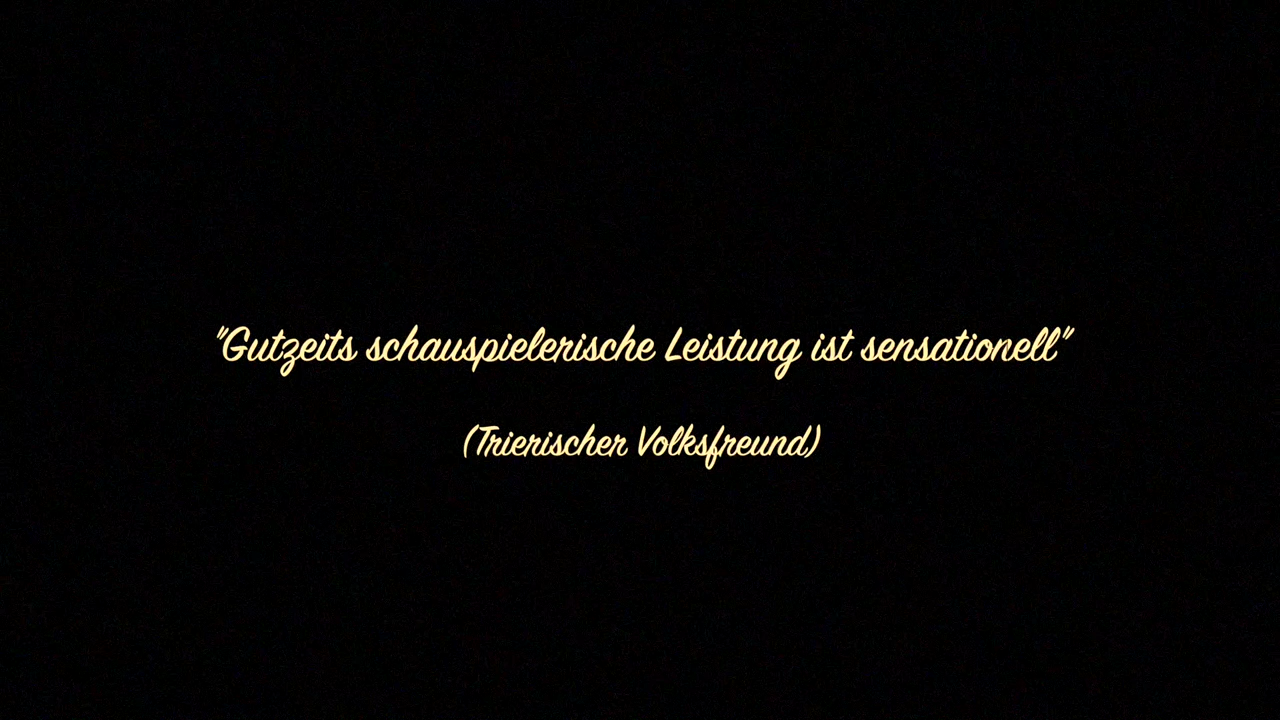 "Gutzeits schauspielerische Leistung ist sensationell"
(Trierischer Volksfreund)